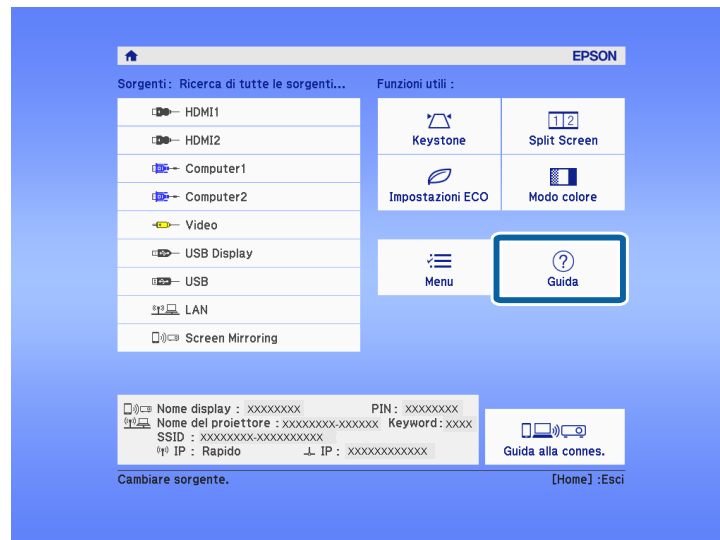 EPSON
Sorgenti: Ricerca di tutte le sorgenti...
HDMI1
HDMI2
Computer1
Computer2
Video
USB Display
USB
LAN
Screen Mirroring
Funzioni utili :
Keystone
1 2
Split Screen
Impostazioni ECO
Modo colore
Menu
?
Guida
Nome display : XXXXXXXX PIN : XXXXXXXX
Nome del proiettore : XXXXXXXX-XXXXXX Keyword : XXXX
SSID : XXXXXXXX-XXXXXXXXXX
IP : Rapido IP : XXXXXXXXXXXX
Guida alla connes.
Cambiare sorgente. [Home] :Esci